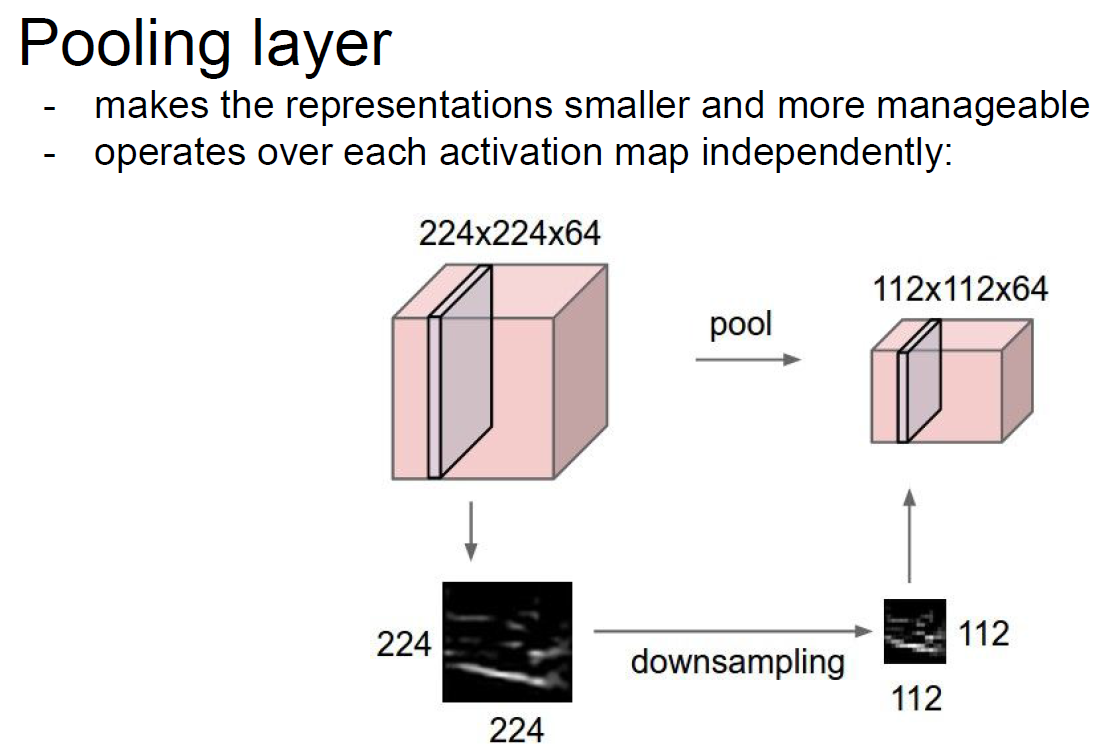 Pooling layer
- makes the representations smaller and more manageable
- operates over each activation map independently:
224x224x64
112x112x64
pool
224
downsampling
112
224
112